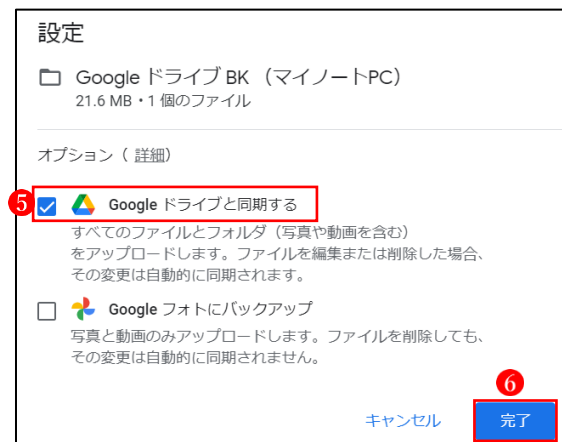 設定
Google ドライブ BK （マイノートPC）
21.6 MB・1 個のファイル
オプション（ 詳細）
5 Google ドライブと同期する
すべてのファイルとフォルダ（写真や動画を含む）
をアップロードします。ファイルを編集または削除した場合、
その変更は自動的に同期されます。
Google フォトにバックアップ
写真と動画のみアップロードします。ファイルを削除しても、
その変更は自動的に同期されません。
6
キャンセル 完了